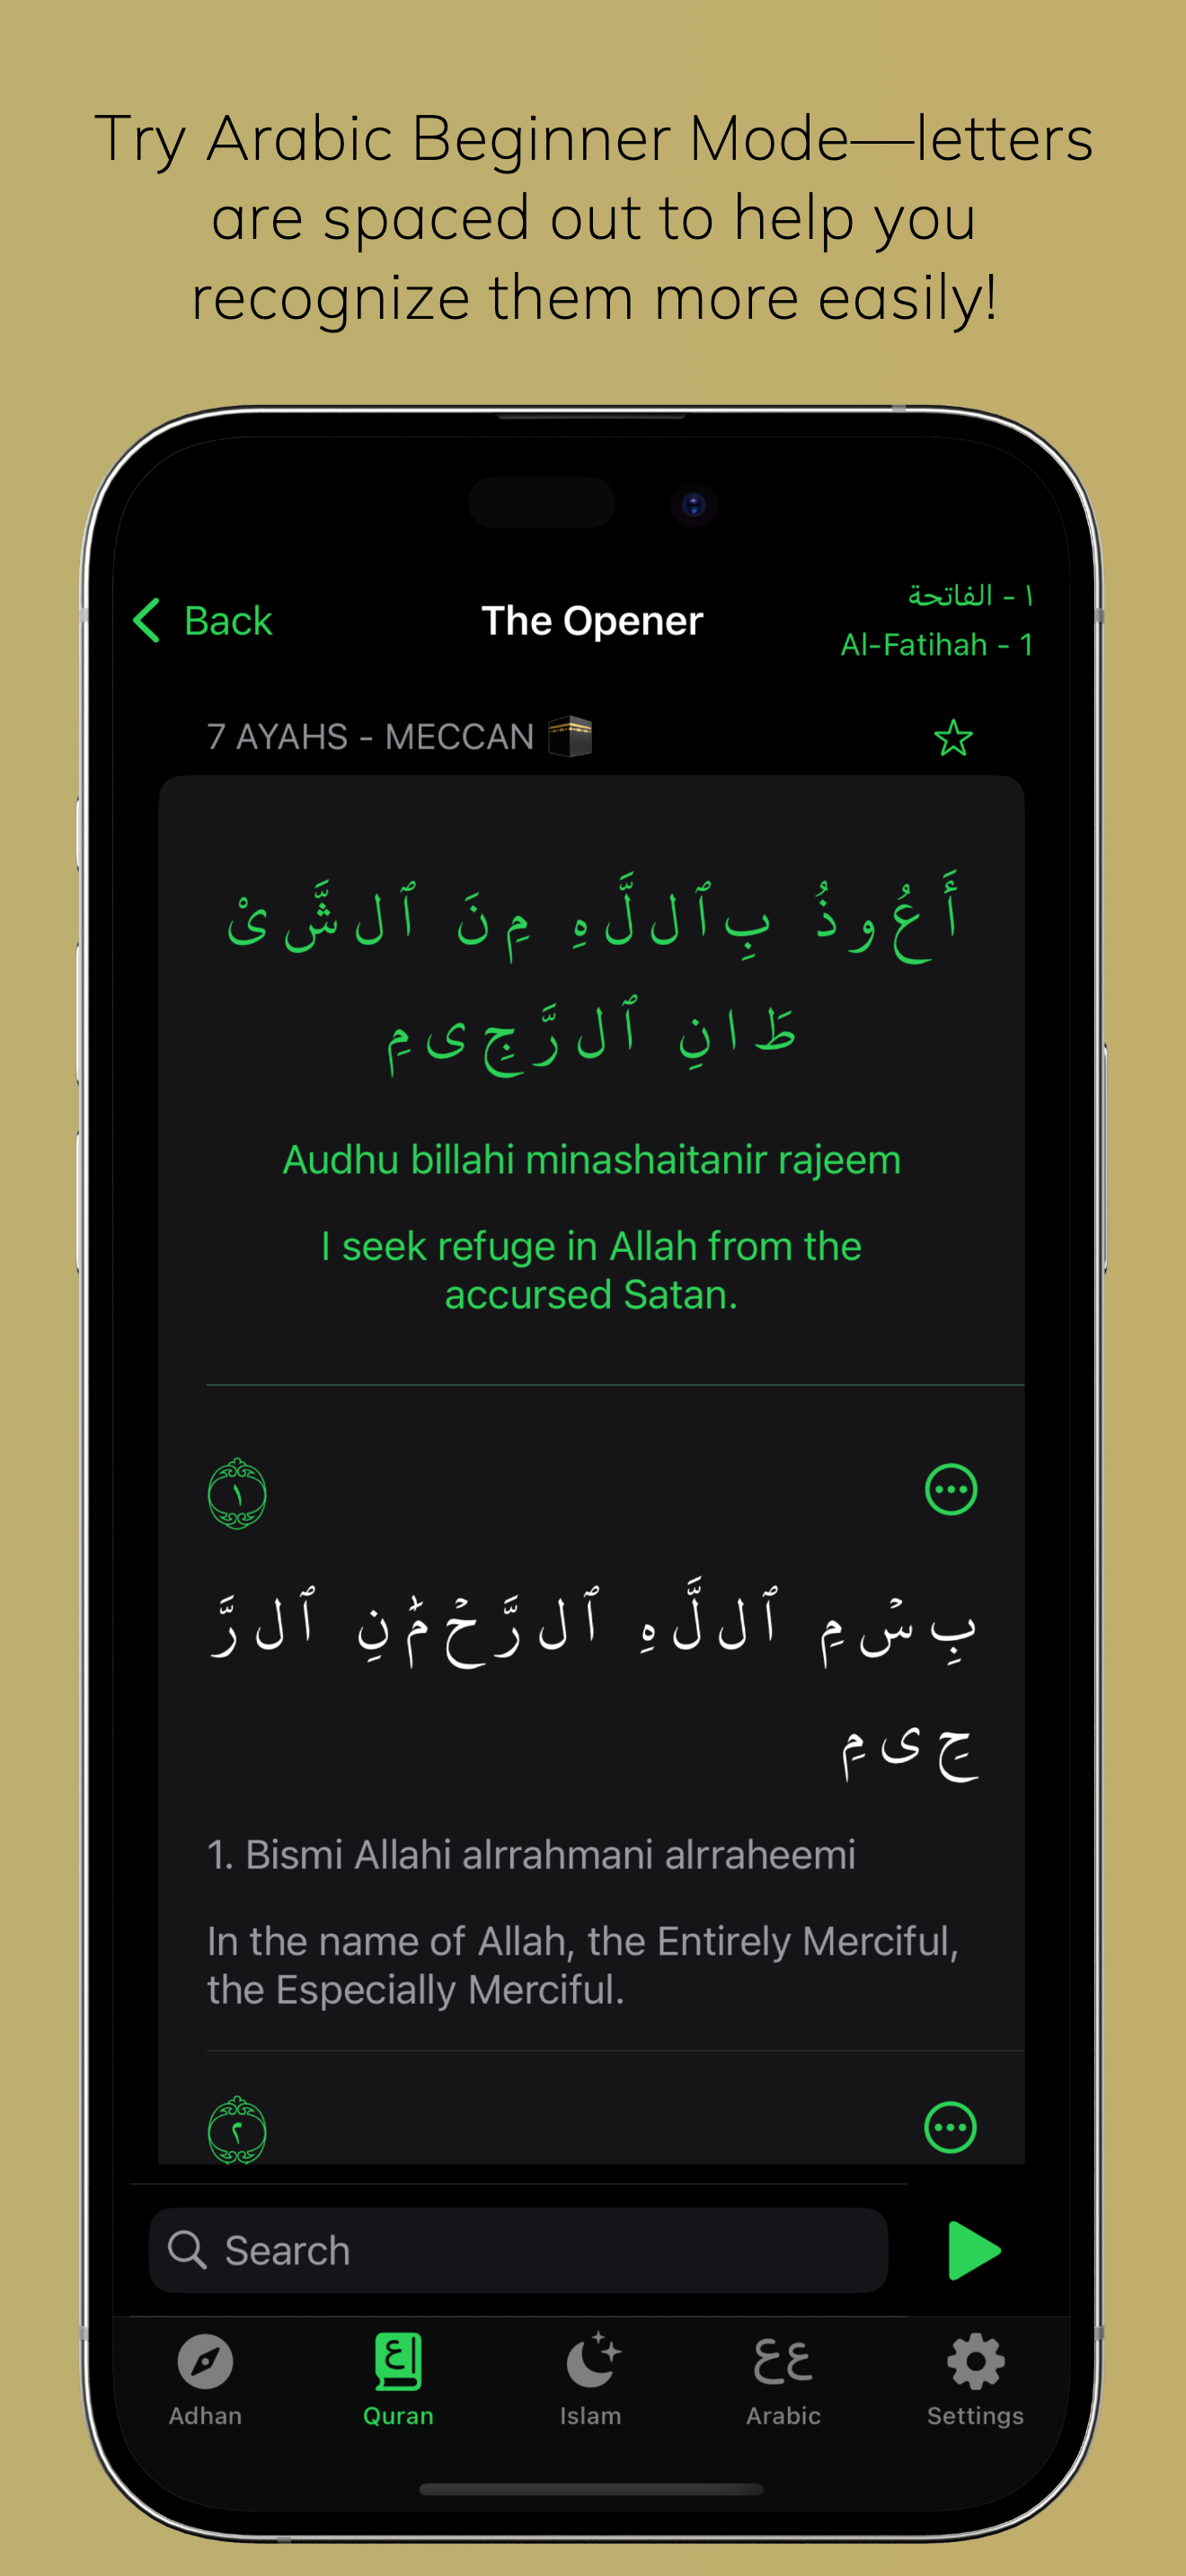 Try Arabic Beginner Mode—letters
are spaced out to help you
recognize them more easily!
Back
The Opener
١ - الفاتحة
Al-Fatihah - 1
7 AYAHS - MECCAN
أَ عُ و ذُ بِ ٱ ل لَّ هِ مِ نَ ٱ ل شَّ ىْ
طَ ا نِ ٱ ل رَّ جِ ى مِ
Audhu billahi minashaitanir rajeem
I seek refuge in Allah from the
accursed Satan.
١
بِ سۡ مِ ٱ ل لَّ هِ ٱ ل رَّ حۡ مَٰ نِ ٱ ل رَّ
حِ ى مِ
1. Bismi Allahi alrrahmani alrraheemi
In the name of Allah, the Entirely Merciful,
the Especially Merciful.
٢
Search
Adhan
Quran
Islam
Arabic
Settings